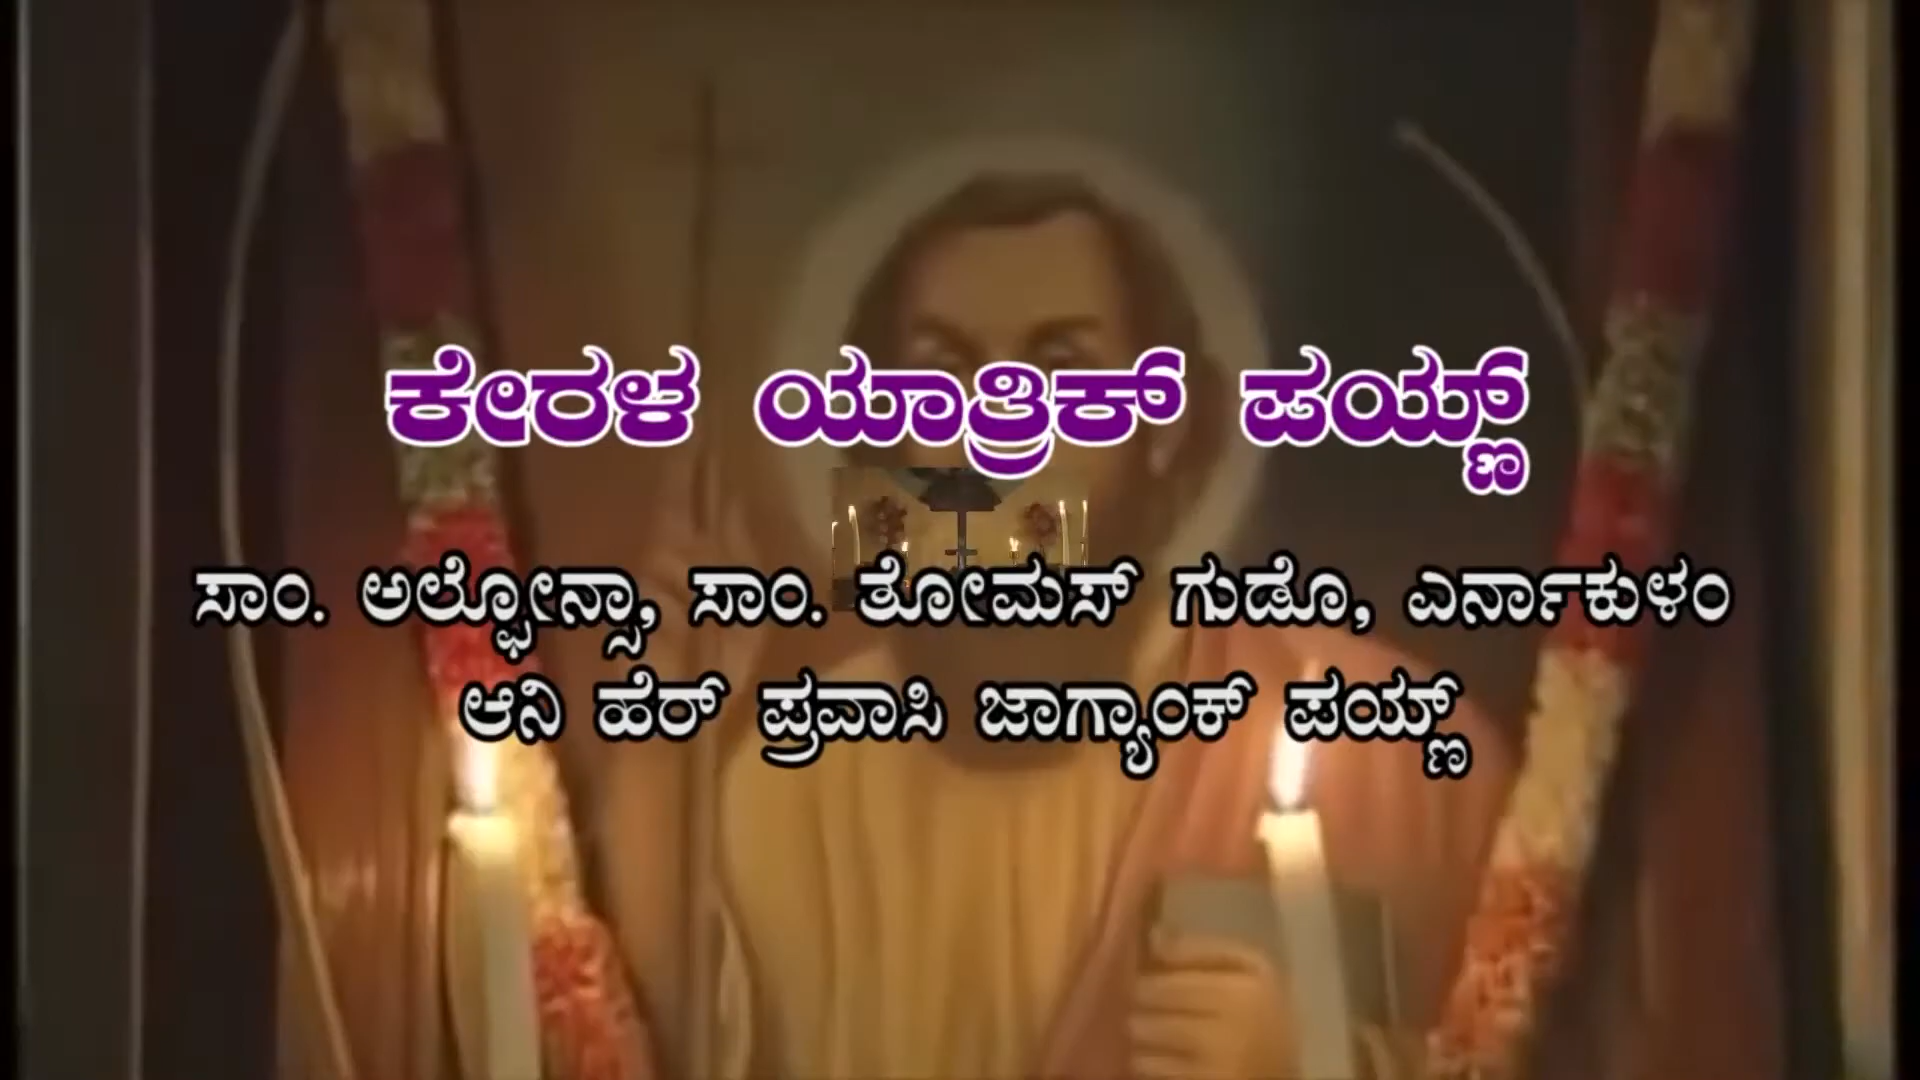 ಕೇರಳ ಯಾತ್ರಿಕ್ ಪಯ್ಣ್
ಸಾಂ. ಅಲ್ಫೋನ್ಸಾ, ಸಾಂ. ತೋಮಸ್ ಗುಡೊ, ಎರ್ನಾಕುಳಂ
ಆನಿ ಹೆರ್ ಪ್ರವಾಸಿ ಜಾಗ್ಯಾಂಕ್ ಪಯ್ಣ್